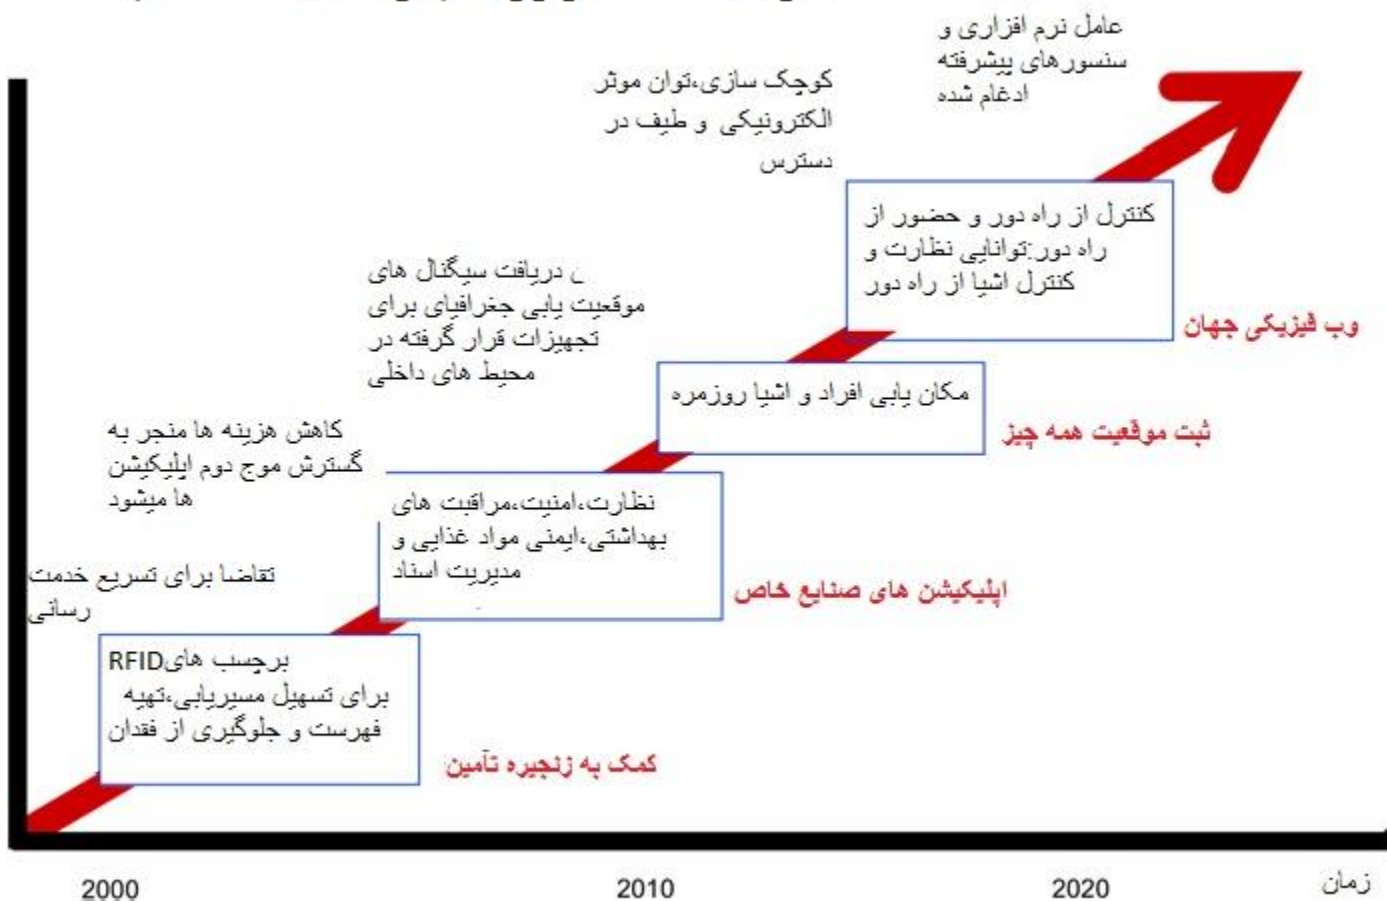 عامل نرم افزاری و
سنسورهای پیشرفته
ادغام شده
کوچک سازی،توان موثر
الکترونیکی و طیف در
دسترس
کنترل از راه دور و حضور از
راه دور:توانایی نظارت و
کنترل اشیا از راه دور
وب فیزیکی جهان
دریافت سیگنال های
موقعیت یابی جغرافیای برای
تجهیزات قرار گرفته در
محیط های داخلی
مکان یابی افراد و اشیا روزمره
ثبت موقعیت همه چیز
کاهش هزینه ها منجر به
گسترش موج دوم اپلیکیشن
ها میشود
نظارت،امنیت،مراقبت های
بهداشتی،ایمنی مواد غذایی و
مدیریت اسناد
اپلیکیشن های صنایع خاص
تقاضا برای تسریع خدمت
رسانی
برچسب هایRFID
برای تسهیل مسیریابی،تهیه
فهرست و جلوگیری از فقدان
کمک به زنجیره تأمین
2000
2010
2020
زمان